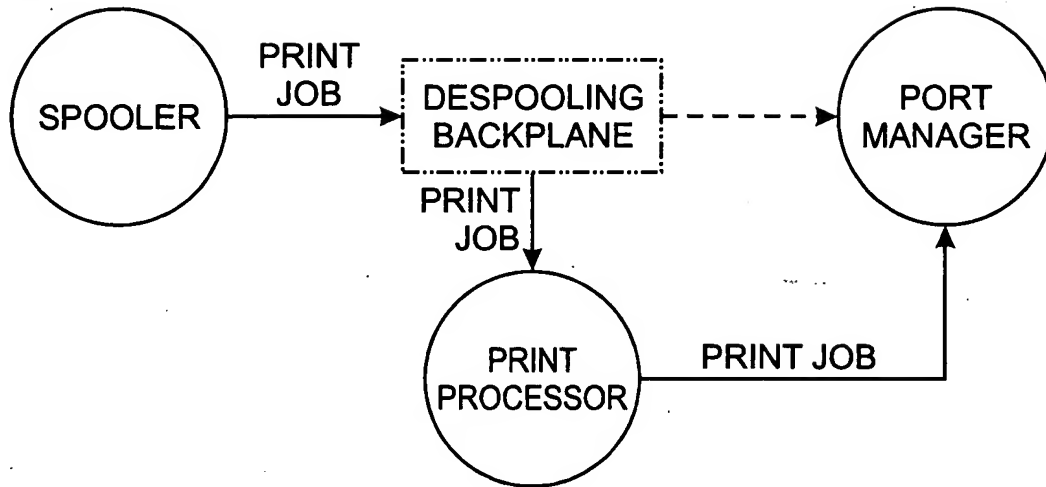 SPOOLER
PRINT
JOB
DESPOOLING
BACKPLANE
PORT
MANAGER
PRINT
JOB
PRINT
PROCESSOR
PRINT JOB